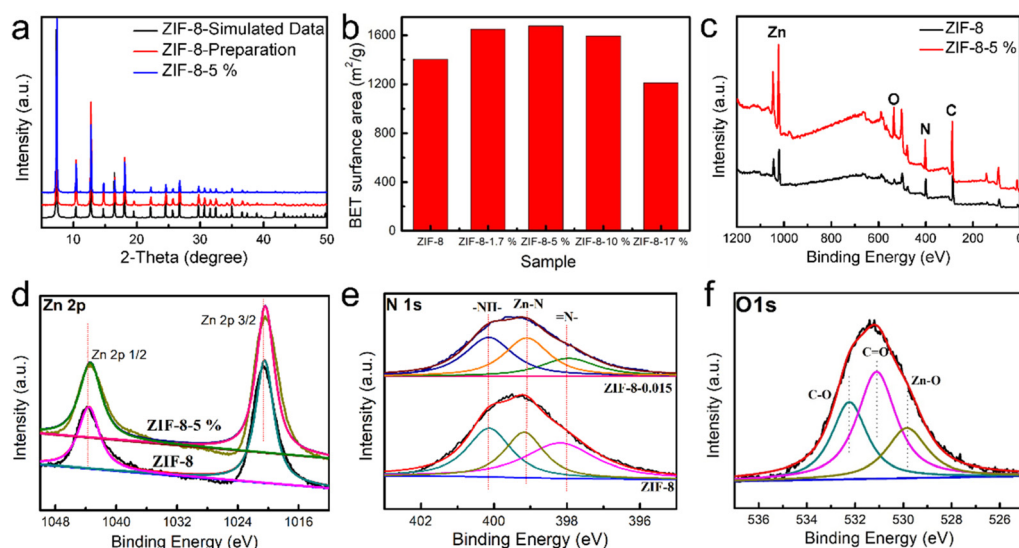 a
ZIF-8-Simulated Data
ZIF-8-Preparation
ZIF-8-5 %
Intensity (a.u.)
10 20 30 40 50
2-Theta (degree)
b
BET surfance area (m²/g)
1600
1200
800
400
0
ZIF-8 ZIF-8-1.7 % ZIF-8-5 % ZIF-8-10 % ZIF-8-17 %
Sample
c
ZIF-8
ZIF-8-5 %
Zn
O
N
C
Intensity (a.u.)
1200 1000 800 600 400 200 0
Binding Energy (eV)
d
Zn 2p
Zn 2p 3/2
Zn 2p 1/2
ZIF-8-5 %
ZIF-8
Intensity (a.u.)
1048 1040 1032 1024 1016
Binding Energy (eV)
e
N 1s
-NH-
Zn-N
=N-
ZIF-8-0.015
ZIF-8
Intensity (a.u.)
402 400 398 396
Binding Energy (eV)
f
O1s
C=O
C-O
Zn-O
Intensity (a.u.)
536 534 532 530 528 526
Binding Energy (eV)